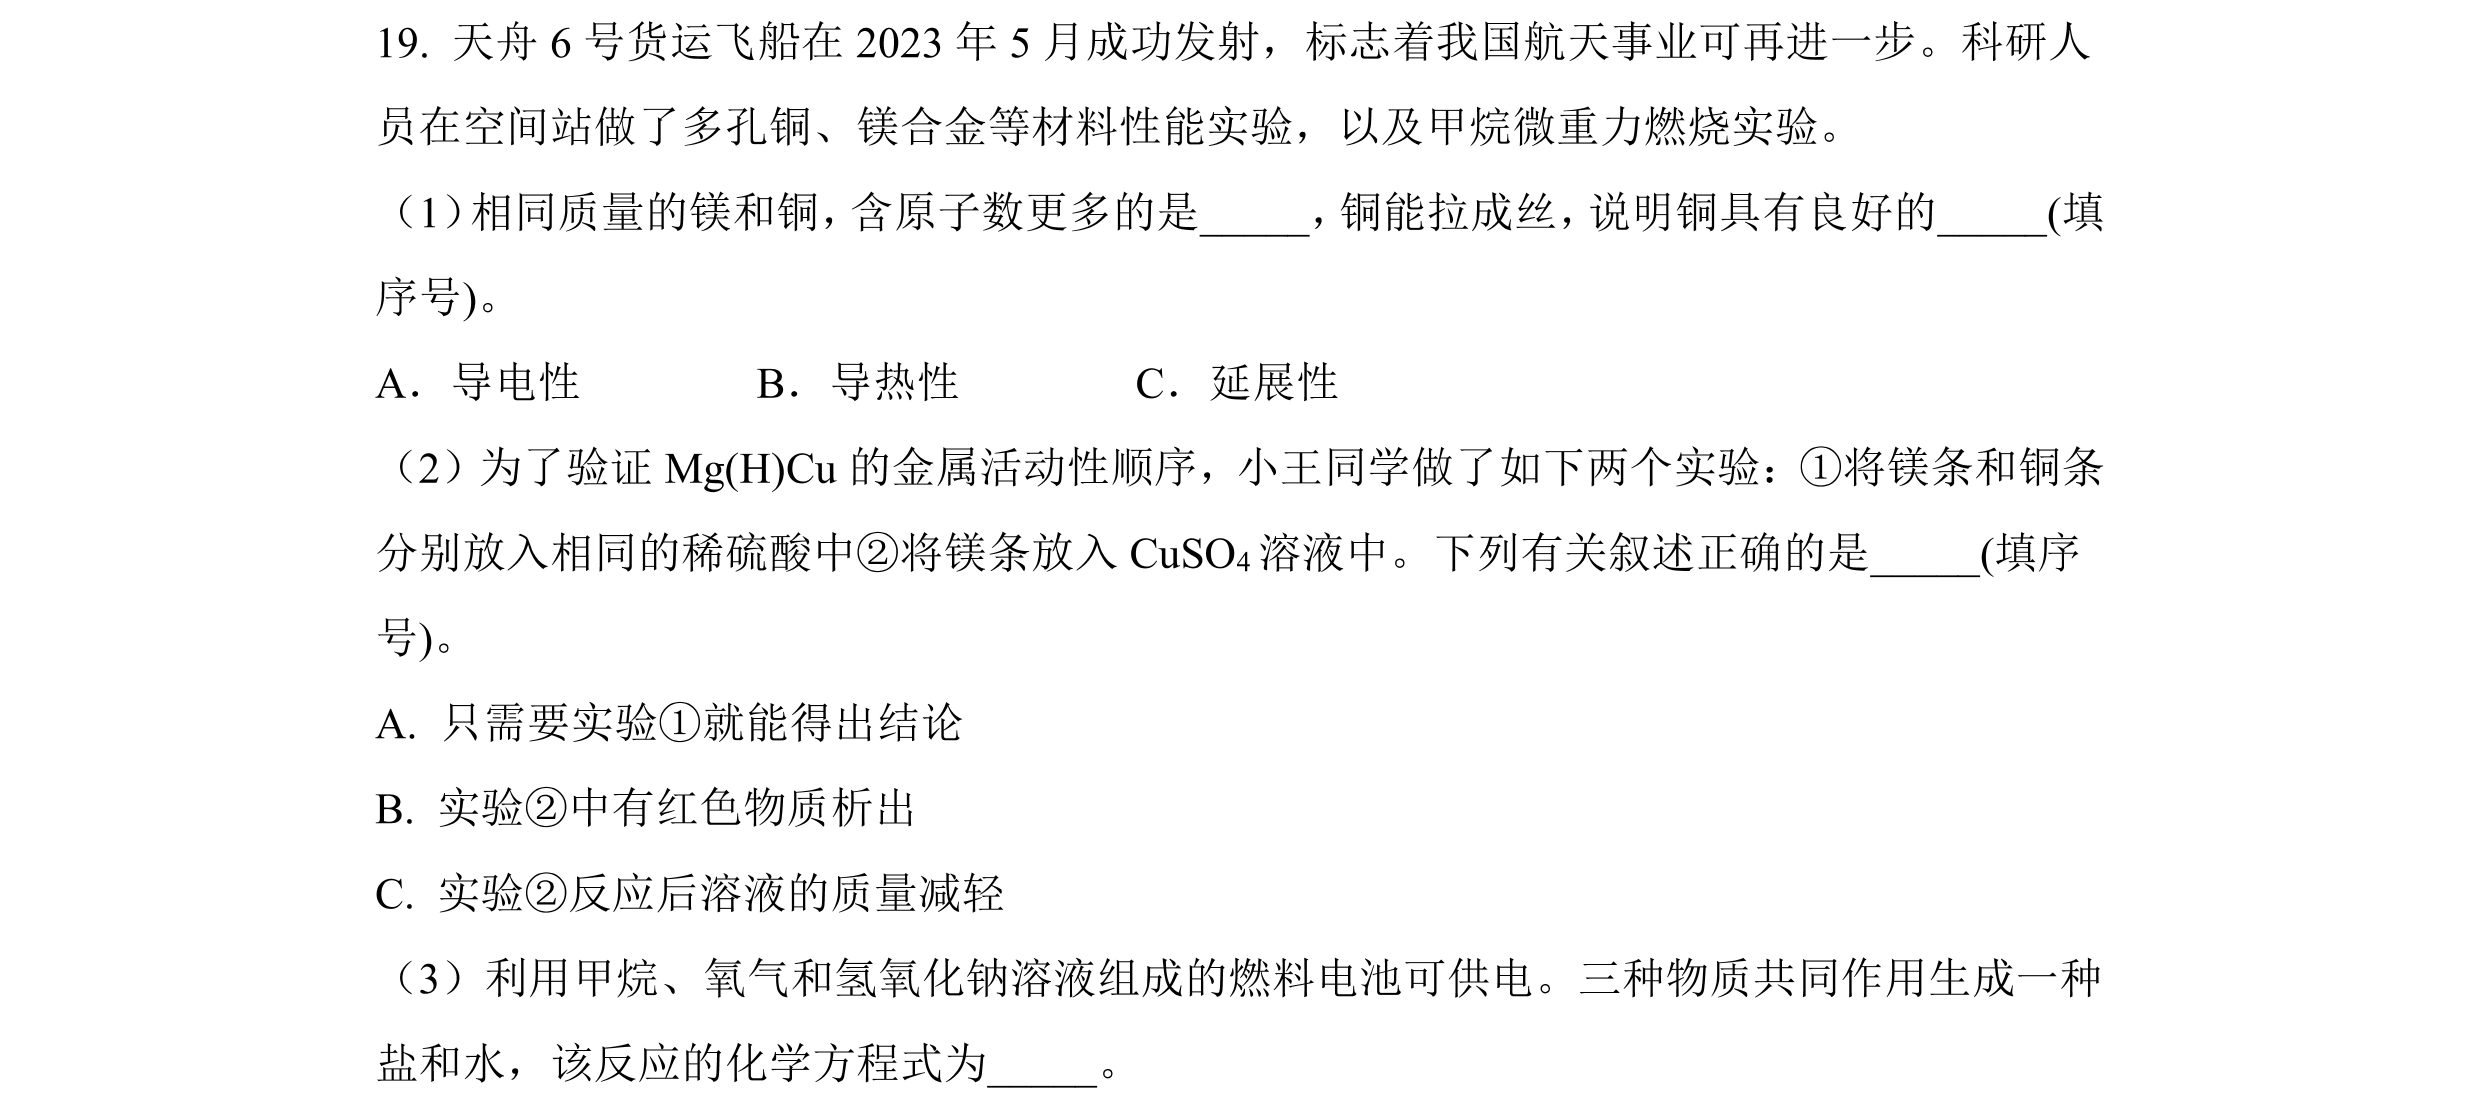 19. 天舟 6 号货运飞船在 2023 年 5 月成功发射，标志着我国航天事业可再进一步。科研人
员在空间站做了多孔铜、镁合金等材料性能实验，以及甲烷微重力燃烧实验。
（1）相同质量的镁和铜，含原子数更多的是_____，铜能拉成丝，说明铜具有良好的_____(填
序号)。
A．导电性 B．导热性 C．延展性
（2）为了验证 Mg(H)Cu 的金属活动性顺序，小王同学做了如下两个实验：①将镁条和铜条
分别放入相同的稀硫酸中②将镁条放入 CuSO₄溶液中。下列有关叙述正确的是_____(填序
号)。
A. 只需要实验①就能得出结论
B. 实验②中有红色物质析出
C. 实验②反应后溶液的质量减轻
（3）利用甲烷、氧气和氢氧化钠溶液组成的燃料电池可供电。三种物质共同作用生成一种
盐和水，该反应的化学方程式为_____。